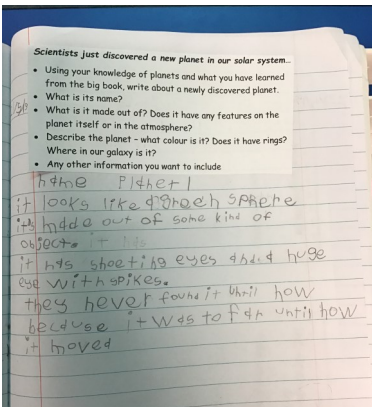 Scientists just discovered a new planet in our solar system...
• Using your knowledge of planets and what you have learned
from the big book, write about a newly discovered planet.
• What is its name?
• What is it made out of? Does it have any features on the
planet itself or in the atmosphere?
• Describe the planet – what colour is it? Does it have rings?
Where in our galaxy is it?
• Any other information you want to include
name Planet 1
it looks like a green sphere
it's made out of some kind of
object. it his
it has shooting eyes and a huge
eye with spikes.
they never found it until now
because it was to far until now
it moved